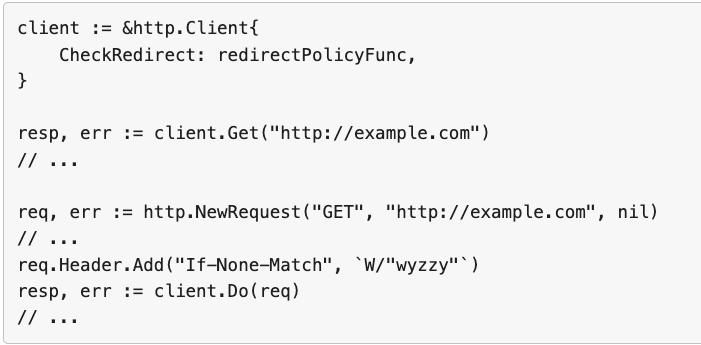 client := &http.Client{
    CheckRedirect: redirectPolicyFunc,
}

resp, err := client.Get("http://example.com")
// ...

req, err := http.NewRequest("GET", "http://example.com", nil)
// ...
req.Header.Add("If-None-Match", `W/"wyzzy"`)
resp, err := client.Do(req)
// ...